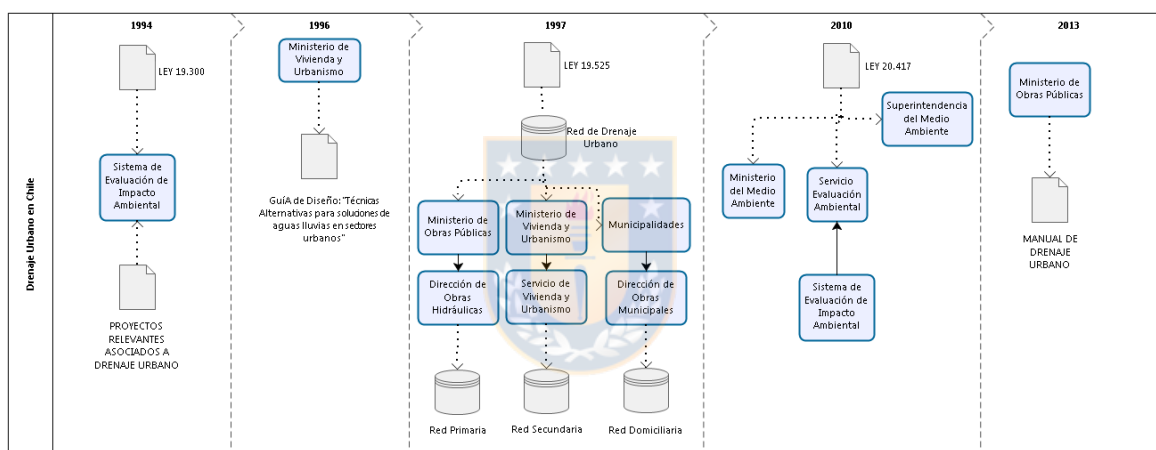 Drenaje Urbano en Chile
1994
LEY 19.300
Sistema de
Evaluación de
Impacto
Ambiental
PROYECTOS
RELEVANTES
ASOCIADOS A
DRENAJE URBANO
1996
Ministerio de
Vivienda y
Urbanismo
GuíA de Diseño: "Técnicas
Alternativas para soluciones de
aguas lluvias en sectores
urbanos"
1997
LEY 19.525
Red de Drenaje
Urbano
Ministerio de
Obras Públicas
Ministerio de
Vivienda y
Urbanismo
Municipalidades
Dirección de
Obras
Hidráulicas
Servicio de
Vivienda y
Urbanismo
Dirección de
Obras
Municipales
Red Primaria
Red Secundaria
Red Domiciliaria
2010
LEY 20.417
Superintendencia
del Medio
Ambiente
Ministerio
del Medio
Ambiente
Servicio
Evaluación
Ambiental
Sistema de
Evaluación de
Impacto
Ambiental
2013
Ministerio de
Obras Públicas
MANUAL DE
DRENAJE
URBANO